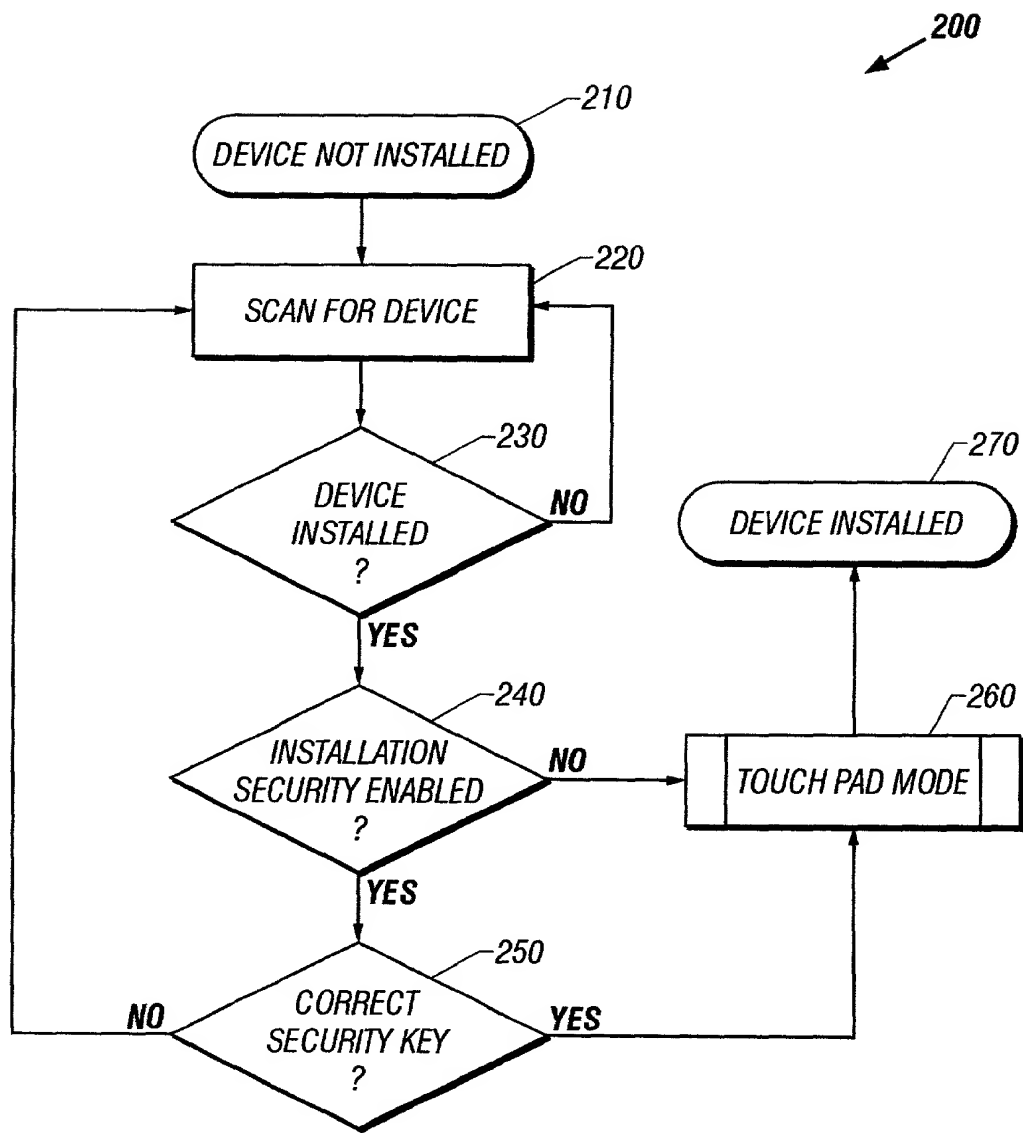 200
210
DEVICE NOT INSTALLED
220
SCAN FOR DEVICE
230
DEVICE
INSTALLED
?
NO
YES
270
DEVICE INSTALLED
240
INSTALLATION
SECURITY ENABLED
?
NO
YES
260
TOUCH PAD MODE
250
CORRECT
SECURITY KEY
?
NO
YES